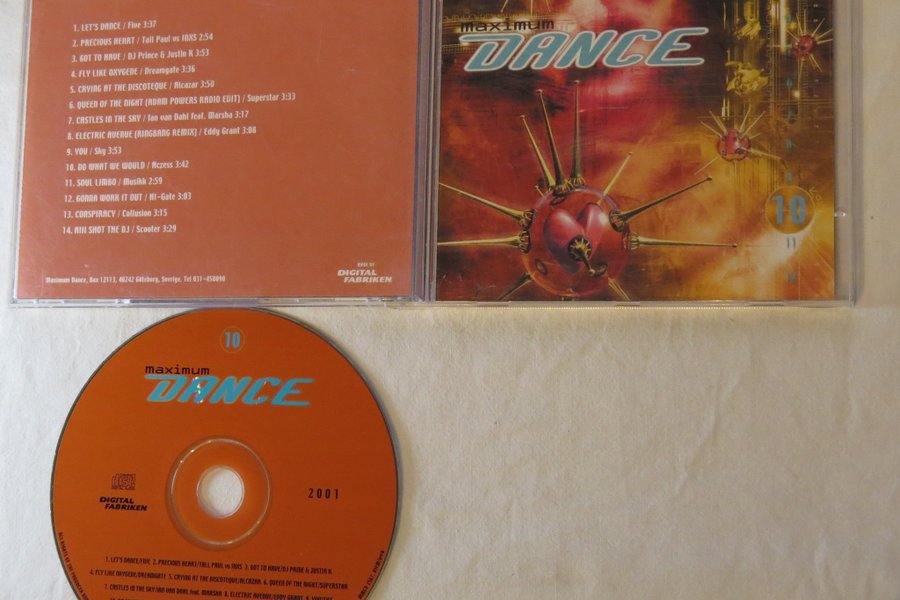 1. LET'S DANCE / Five 3:37
2. PRECIOUS HEART / Tall Paul vs INXS 2:54
3. GOT TO HAVE / DJ Prince & Justin K 3:53
4. FLY LIKE OXYGENE / Dreamgate 3:36
5. CRYING AT THE DISCOTEQUE / Alcazar 3:50
6. QUEEN OF THE NIGHT (ADAM POWERS RADIO EDIT) / Superstar 3:33
7. CASTLES IN THE SKY / Ian van Dahl feat. Marsha 3:17
8. ELECTRIC AVENUE (RINGBANG REMIX) / Eddy Grant 3:08
9. YOU / Sky 3:53
10. DO WHAT WE WOULD / Aczess 3:42
11. SOUL LIMBO / Musikk 2:59
12. GONNA WORK IT OUT / Hi-Gate 3:03
13. CONSPIRACY / Collusion 3:15
14. AIII SHOT THE DJ / Scooter 3:29
Maximum Dance, Box 12113, 40242 Göteborg, Sverige. Tel 031-458090
DIGITAL
FABRIKEN
maximum
DANCE
10
10
maximum
DANCE
DIGITAL
FABRIKEN
2001
1. LET'S DANCE/FIVE 2. PRECIOUS HEART/TALL PAUL vs INXS 3. GOT TO HAVE/DJ PRINCE & JUSTIN K
4. FLY LIKE OXYGENE/DREAMGATE 5. CRYING AT THE DISCOTEQUE/ALCAZAR 6. QUEEN OF THE NIGHT/SUPERSTAR
7. CASTLES IN THE SKY/IAN VAN DAHL feat. MARSHA 8. ELECTRIC AVENUE/EDDY GRANT